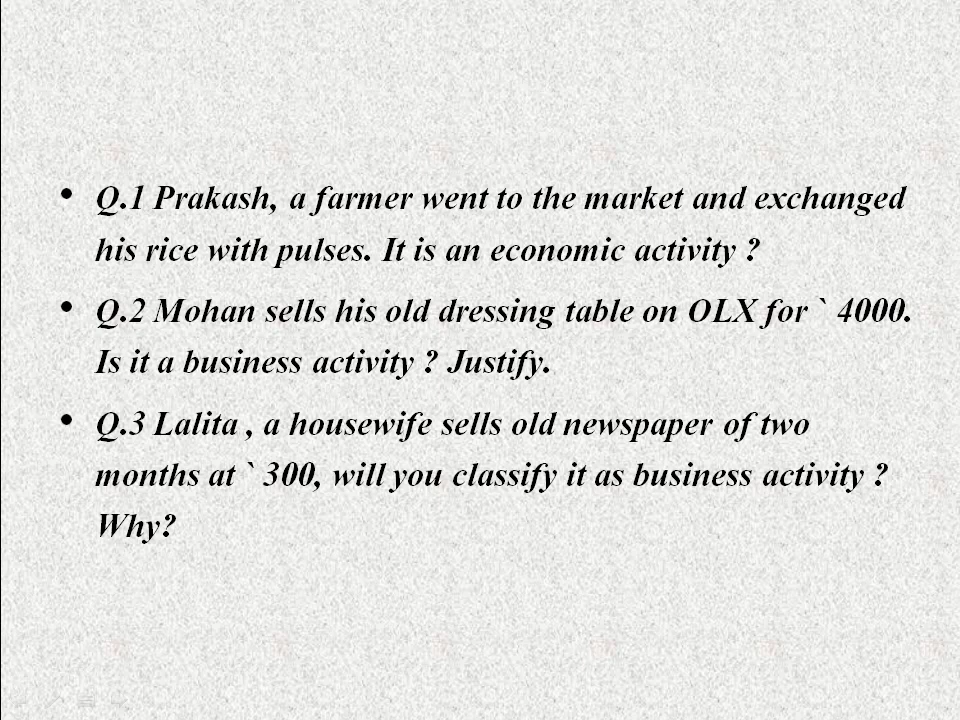 • Q.1 Prakash, a farmer went to the market and exchanged
his rice with pulses. It is an economic activity ?
• Q.2 Mohan sells his old dressing table on OLX for ` 4000.
Is it a business activity ? Justify.
• Q.3 Lalita , a housewife sells old newspaper of two
months at ` 300, will you classify it as business activity ?
Why?